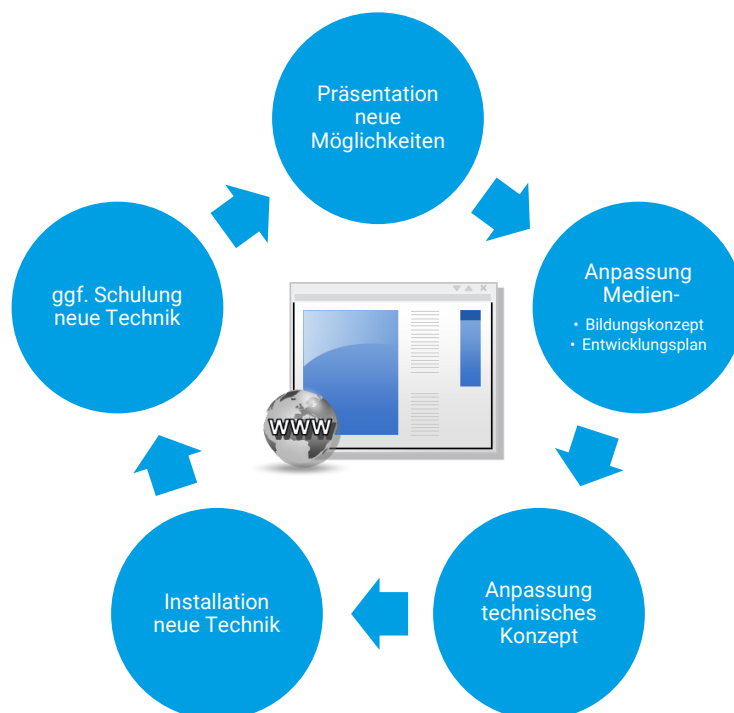 Präsentation
neue
Möglichkeiten
Anpassung
Medien-
• Bildungskonzept
• Entwicklungsplan
Anpassung
technisches
Konzept
Installation
neue Technik
ggf. Schulung
neue Technik
www